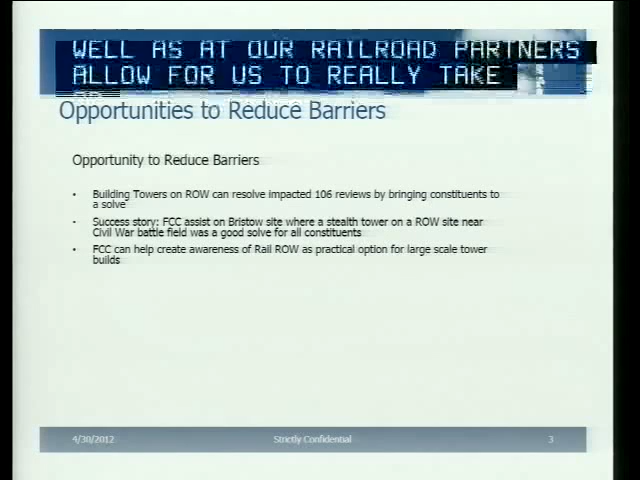 WELL AS AT OUR RAILROAD PARTNERS
ALLOW FOR US TO REALLY TAKE
Opportunities to Reduce Barriers
Opportunity to Reduce Barriers
• Building Towers on ROW can resolve impacted 106 reviews by bringing constituents to
a solve
• Success story: FCC assist on Bristow site where a stealth tower on a ROW site near
Civil War battle field was a good solve for all constituents
• FCC can help create awareness of Rail ROW as practical option for large scale tower
builds
4/30/2012 Strictly Confidential 3